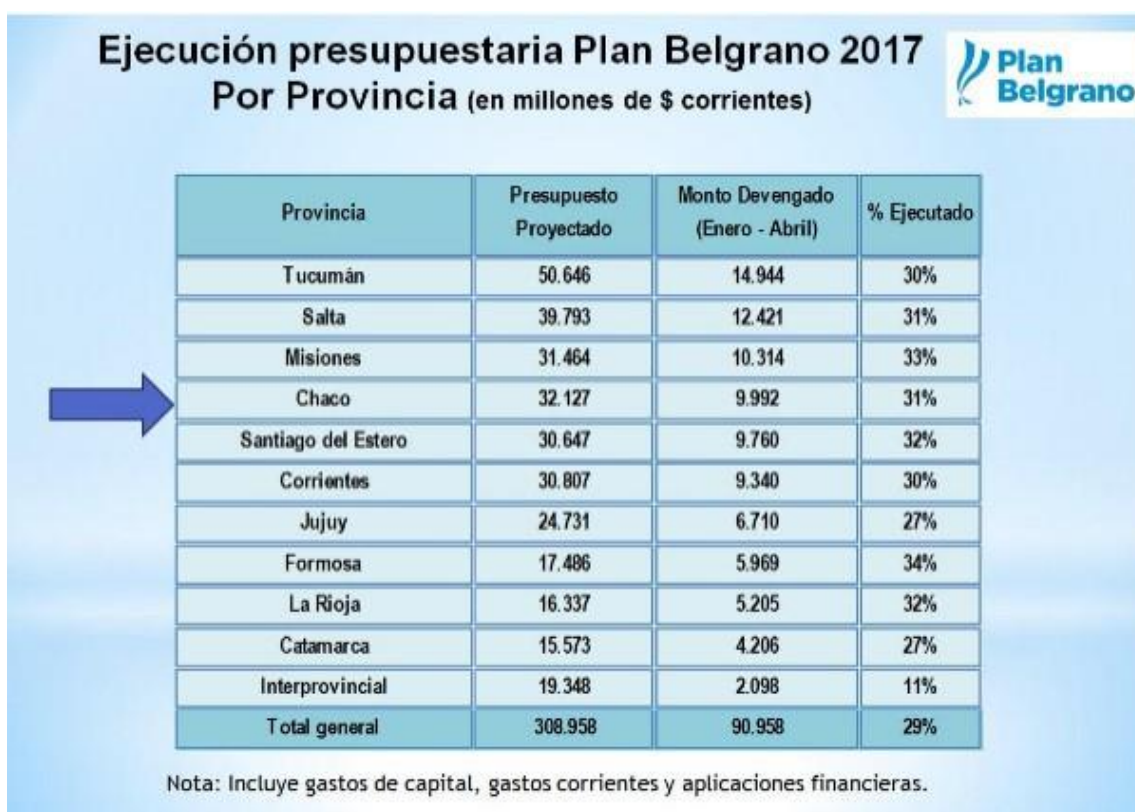 Ejecución presupuestaria Plan Belgrano 2017
Por Provincia (en millones de $ corrientes)
Plan
Belgrano
Provincia | Presupuesto Proyectado | Monto Devengado (Enero - Abril) | % Ejecutado
Tucumán 50.646 14.944 30%
Salta 39.793 12.421 31%
Misiones 31.464 10.314 33%
Chaco 32.127 9.992 31%
Santiago del Estero 30.647 9.760 32%
Corrientes 30.807 9.340 30%
Jujuy 24.731 6.710 27%
Formosa 17.486 5.969 34%
La Rioja 16.337 5.205 32%
Catamarca 15.573 4.206 27%
Interprovincial 19.348 2.098 11%
Total general 308.958 90.958 29%
Nota: Incluye gastos de capital, gastos corrientes y aplicaciones financieras.